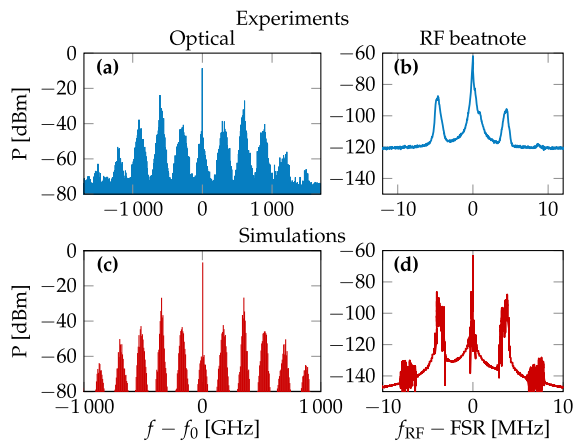 Experiments
Optical
RF beatnote
(a)
(b)
P [dBm]
0
−20
−40
−60
−80
−1 000
0
1 000
−60
−80
−100
−120
−140
−10
0
10
Simulations
(c)
(d)
P [dBm]
0
−20
−40
−60
−80
−1 000
0
1 000
f − f0 [GHz]
−60
−80
−100
−120
−140
−10
0
10
fRF − FSR [MHz]